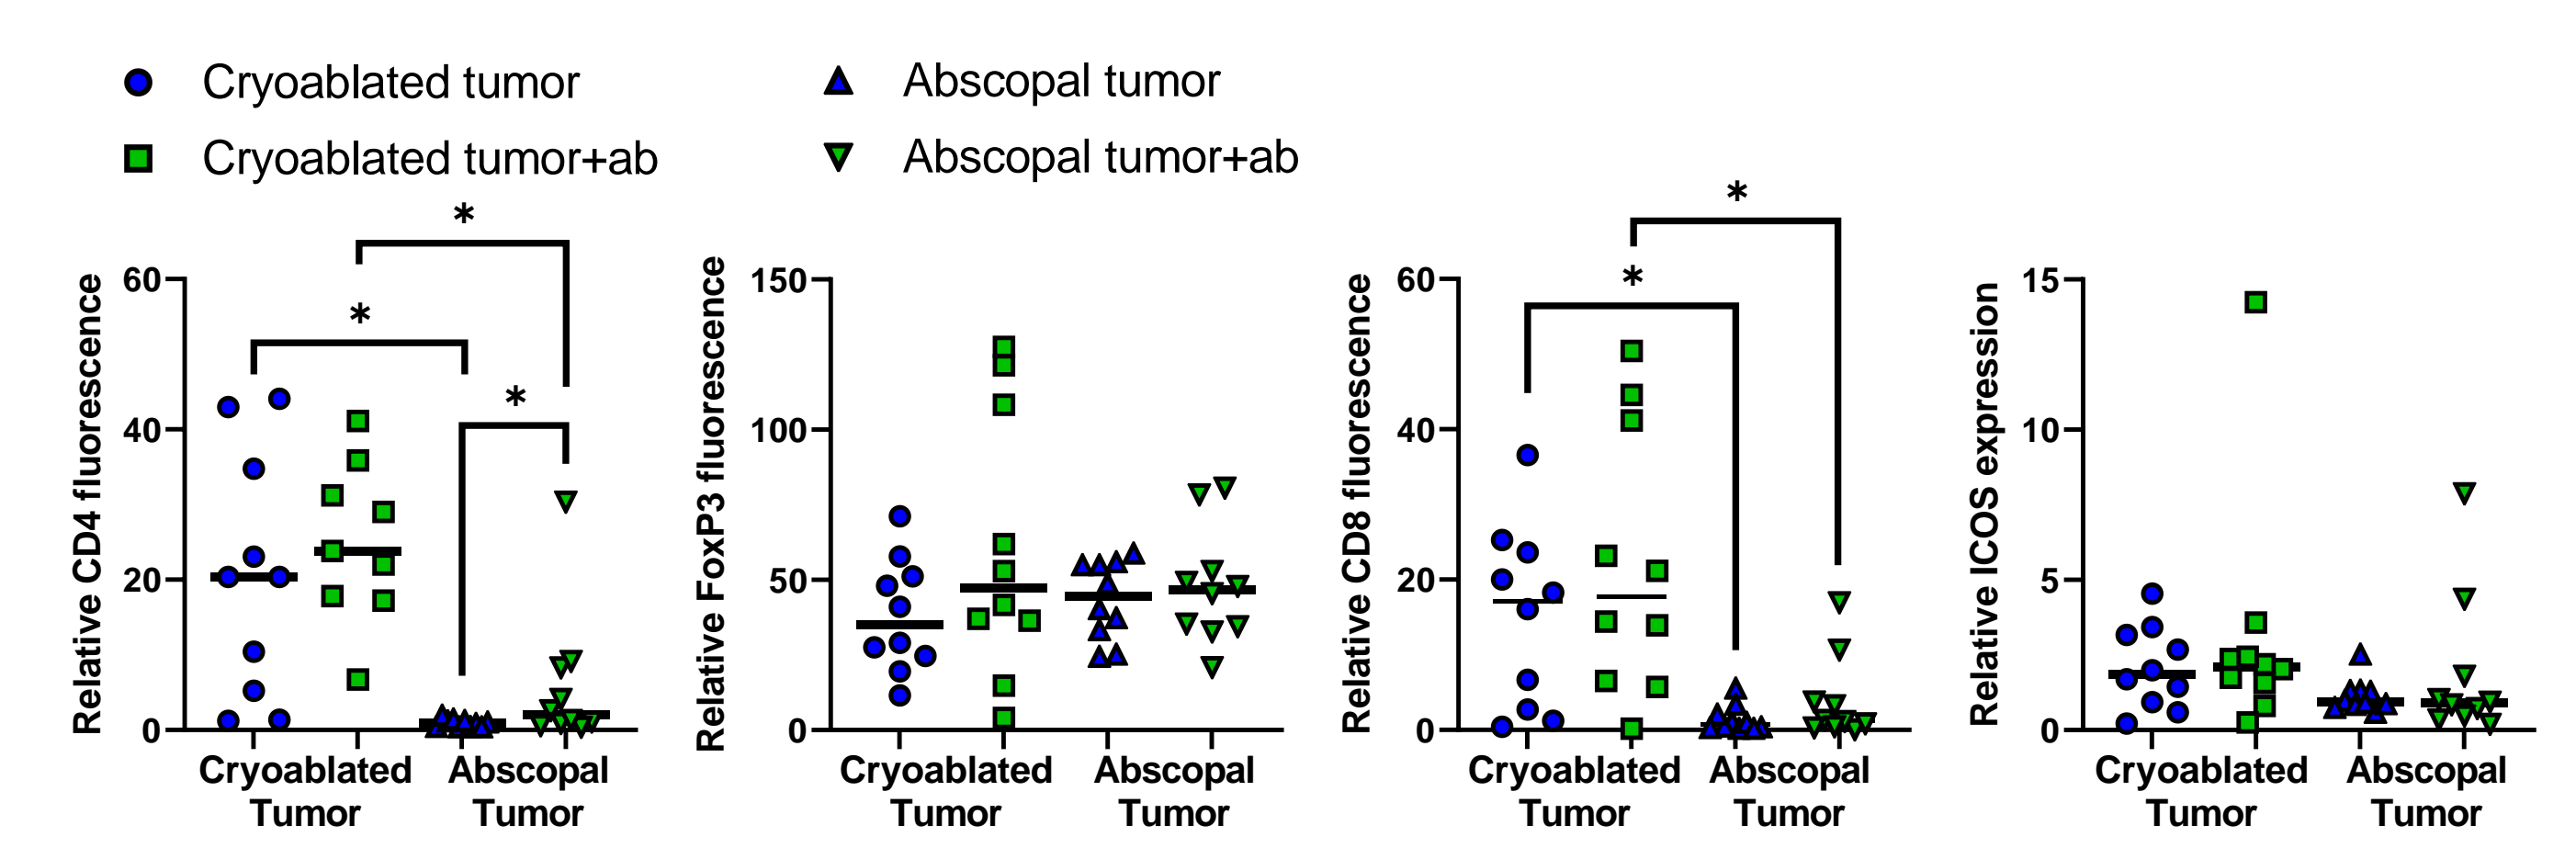 Cryoablated tumor
Abscopal tumor
Cryoablated tumor+ab
Abscopal tumor+ab
Relative CD4 fluorescence
60
40
20
0
*
*
*
Cryoablated
Tumor
Abscopal
Tumor
Relative FoxP3 fluorescence
150
100
50
0
Cryoablated
Tumor
Abscopal
Tumor
Relative CD8 fluorescence
60
40
20
0
*
*
Cryoablated
Tumor
Abscopal
Tumor
Relative ICOS expression
15
10
5
0
Cryoablated
Tumor
Abscopal
Tumor